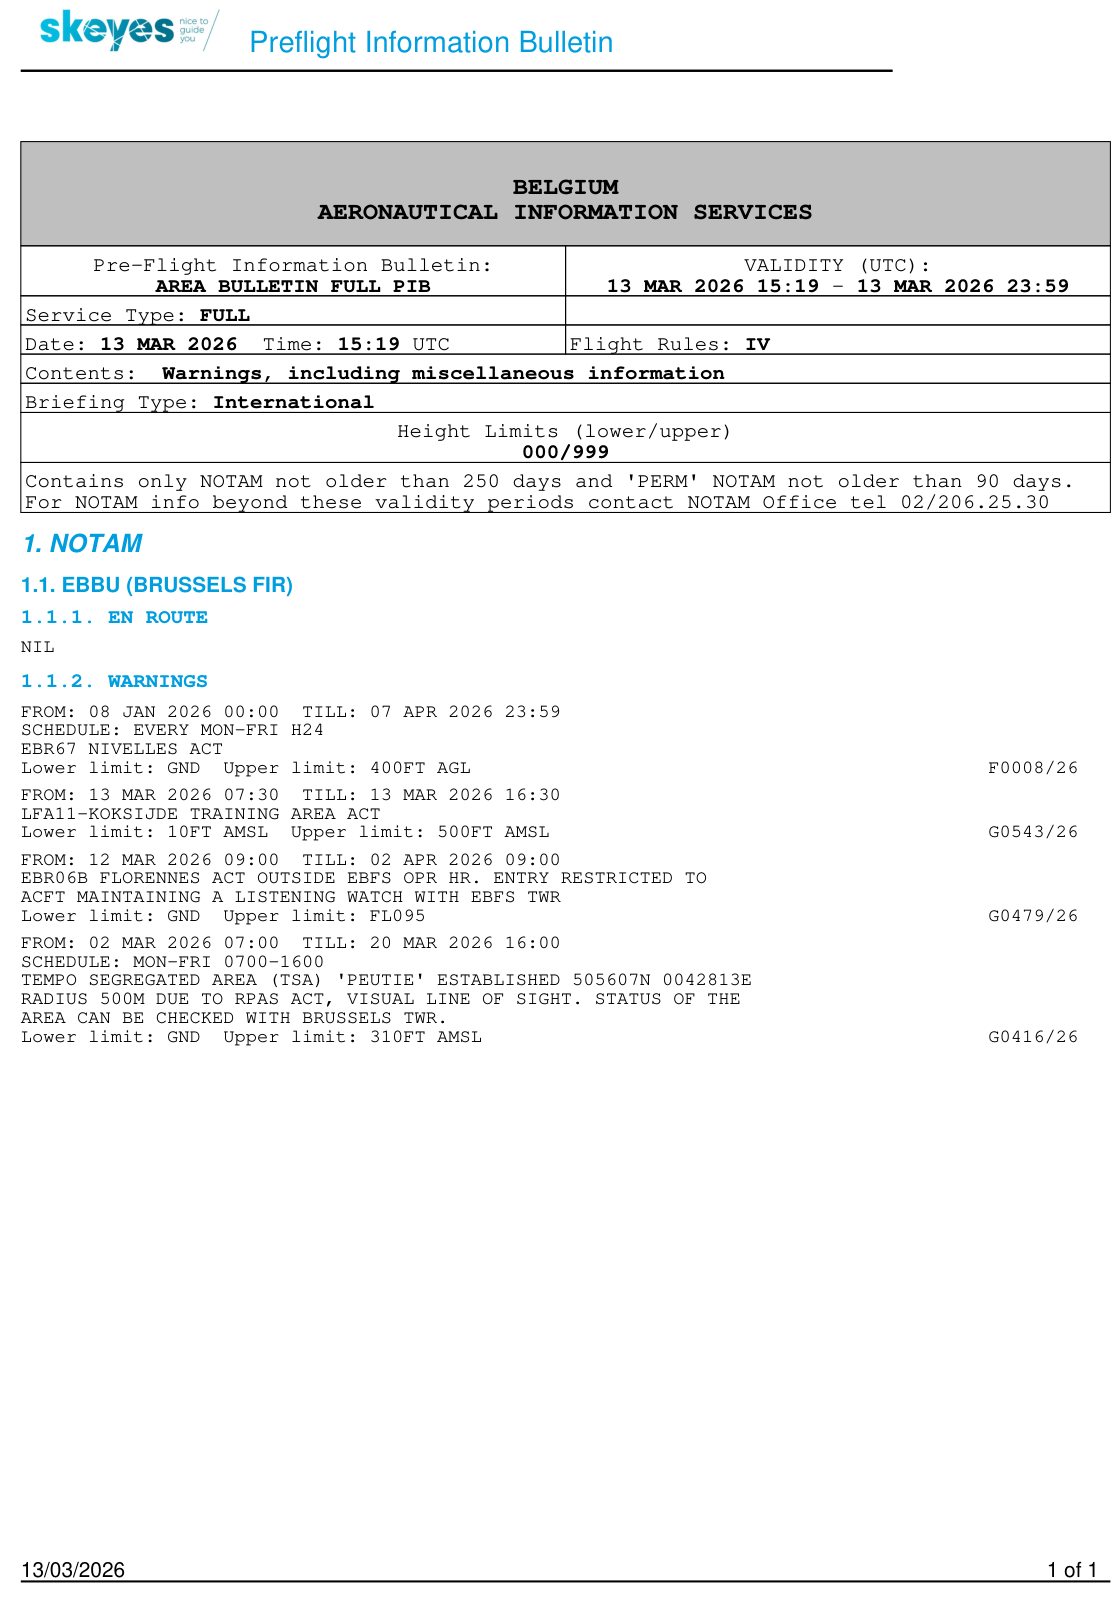 skeyes nice to
guide
you
Preflight Information Bulletin
BELGIUM
AERONAUTICAL INFORMATION SERVICES
Pre-Flight Information Bulletin:
AREA BULLETIN FULL PIB
VALIDITY (UTC):
13 MAR 2026 15:19 - 13 MAR 2026 23:59
Service Type: FULL
Date: 13 MAR 2026 Time: 15:19 UTC
Flight Rules: IV
Contents: Warnings, including miscellaneous information
Briefing Type: International
Height Limits (lower/upper)
000/999
Contains only NOTAM not older than 250 days and 'PERM' NOTAM not older than 90 days.
For NOTAM info beyond these validity periods contact NOTAM Office tel 02/206.25.30
1. NOTAM
1.1. EBBU (BRUSSELS FIR)
1.1.1. EN ROUTE
NIL
1.1.2. WARNINGS
FROM: 08 JAN 2026 00:00 TILL: 07 APR 2026 23:59
SCHEDULE: EVERY MON-FRI H24
EBR67 NIVELLES ACT
Lower limit: GND Upper limit: 400FT AGL F0008/26
FROM: 13 MAR 2026 07:30 TILL: 13 MAR 2026 16:30
LFA11-KOKSIJDE TRAINING AREA ACT
Lower limit: 10FT AMSL Upper limit: 500FT AMSL G0543/26
FROM: 12 MAR 2026 09:00 TILL: 02 APR 2026 09:00
EBR06B FLORENNES ACT OUTSIDE EBFS OPR HR. ENTRY RESTRICTED TO
ACFT MAINTAINING A LISTENING WATCH WITH EBFS TWR
Lower limit: GND Upper limit: FL095 G0479/26
FROM: 02 MAR 2026 07:00 TILL: 20 MAR 2026 16:00
SCHEDULE: MON-FRI 0700-1600
TEMPO SEGREGATED AREA (TSA) 'PEUTIE' ESTABLISHED 505607N 0042813E
RADIUS 500M DUE TO RPAS ACT, VISUAL LINE OF SIGHT. STATUS OF THE
AREA CAN BE CHECKED WITH BRUSSELS TWR.
Lower limit: GND Upper limit: 310FT AMSL G0416/26
13/03/2026 1 of 1